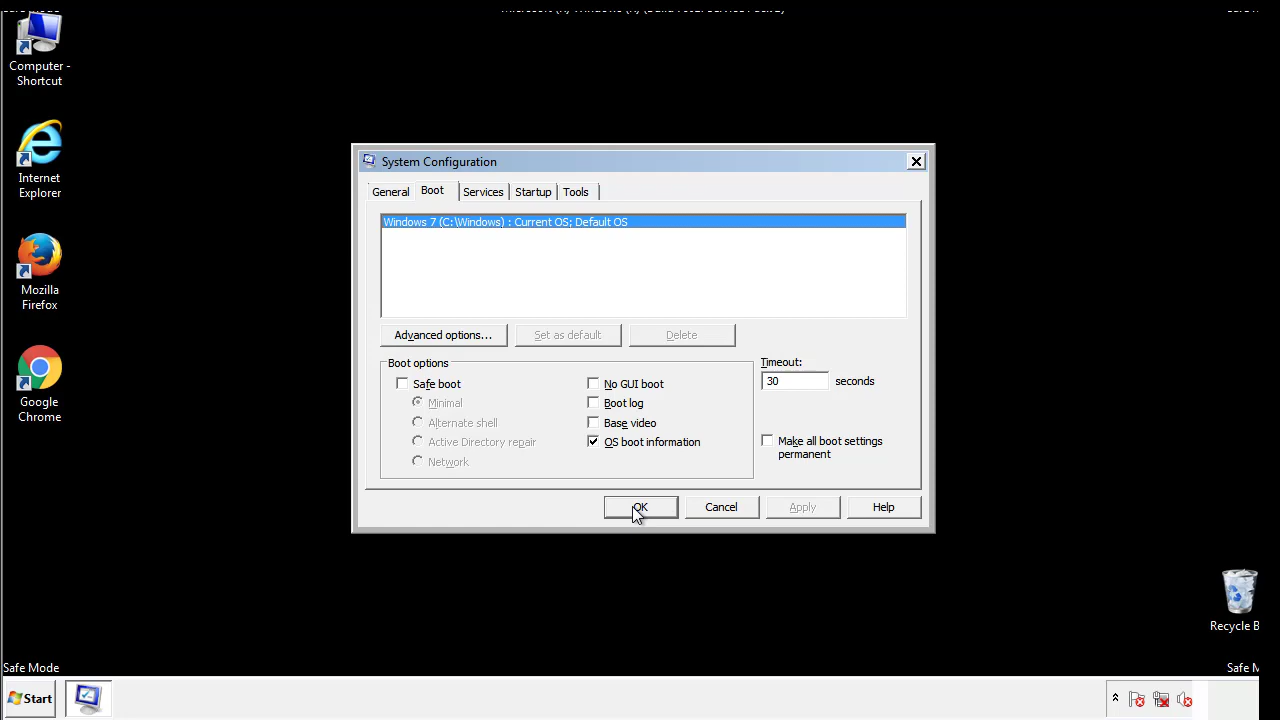 Computer -
Shortcut
Internet
Explorer
Mozilla
Firefox
Google
Chrome
System Configuration
General
Boot
Services
Startup
Tools
Windows 7 (C:\Windows) : Current OS; Default OS
Advanced options...
Set as default
Delete
Boot options
Safe boot
Minimal
Alternate shell
Active Directory repair
Network
No GUI boot
Boot log
Base video
OS boot information
Timeout:
30 seconds
Make all boot settings
permanent
OK
Cancel
Apply
Help
Recycle B
Safe Mode
Safe M
Start